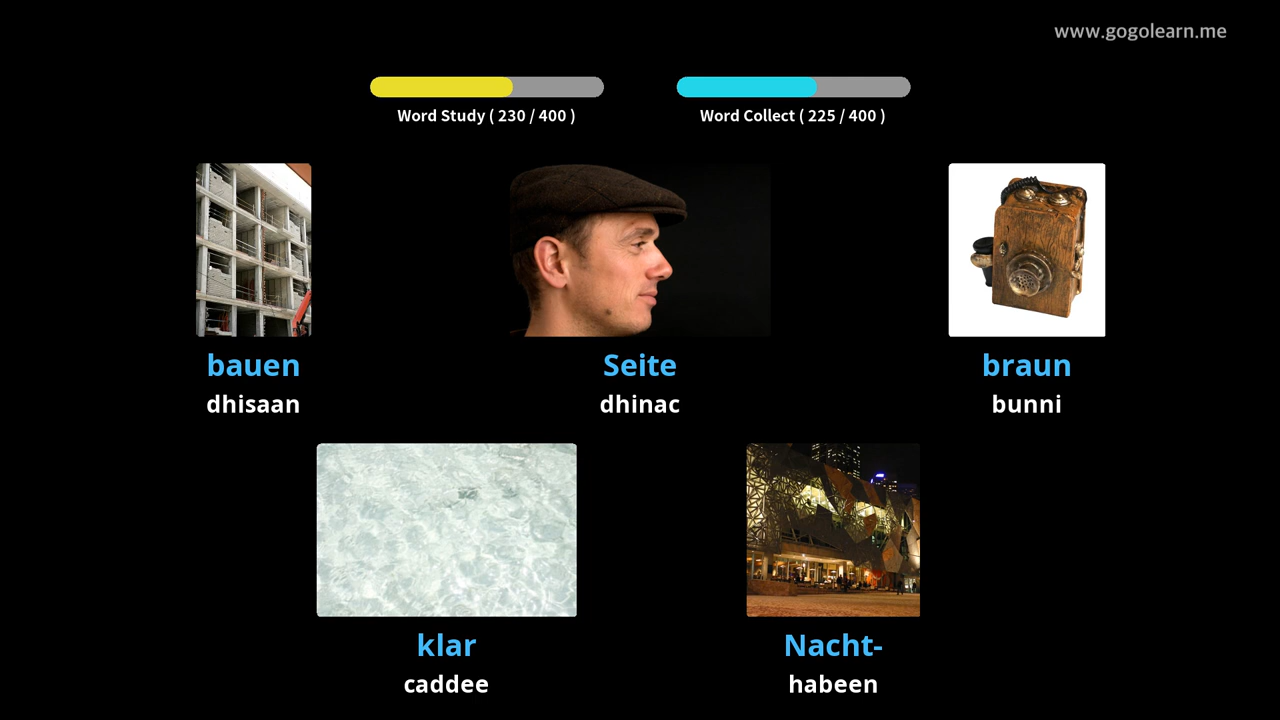 www.gogolearn.me
Word Study ( 230 / 400 )
Word Collect ( 225 / 400 )
bauen
dhisaan
Seite
dhinac
braun
bunni
klar
caddee
Nacht-
habeen